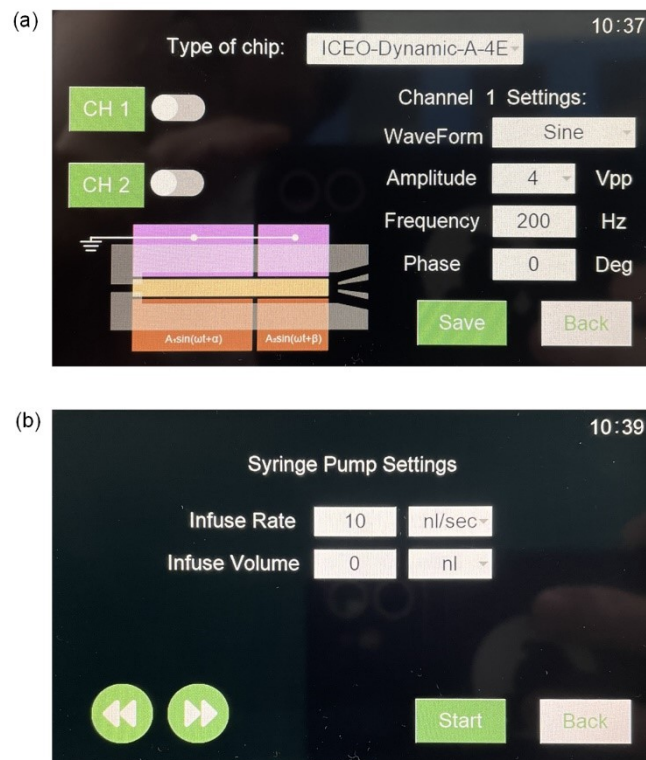 (a)
10:37
Type of chip: ICEO-Dynamic-A-4E
CH 1
Channel 1 Settings:
WaveForm Sine
CH 2
Amplitude 4 Vpp
Frequency 200 Hz
Phase 0 Deg
A₁sin(ωt+α) A₂sin(ωt+β)
Save Back
(b)
10:39
Syringe Pump Settings
Infuse Rate 10 nl/sec
Infuse Volume 0 nl
Start Back